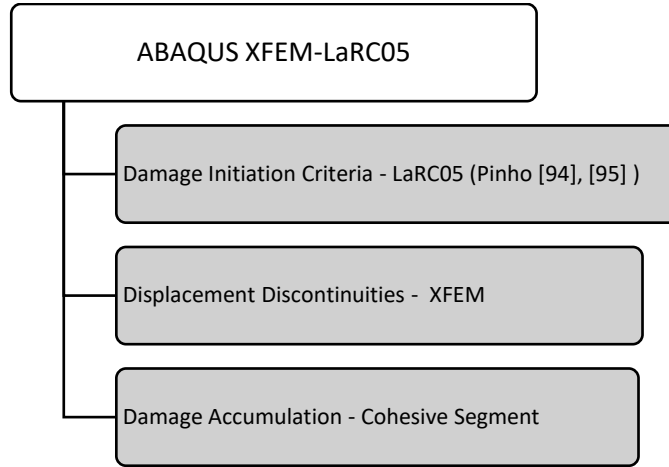 ABAQUS XFEM-LaRC05
Damage Initiation Criteria - LaRC05 (Pinho [94], [95] )
Displacement Discontinuities -  XFEM
Damage Accumulation - Cohesive Segment